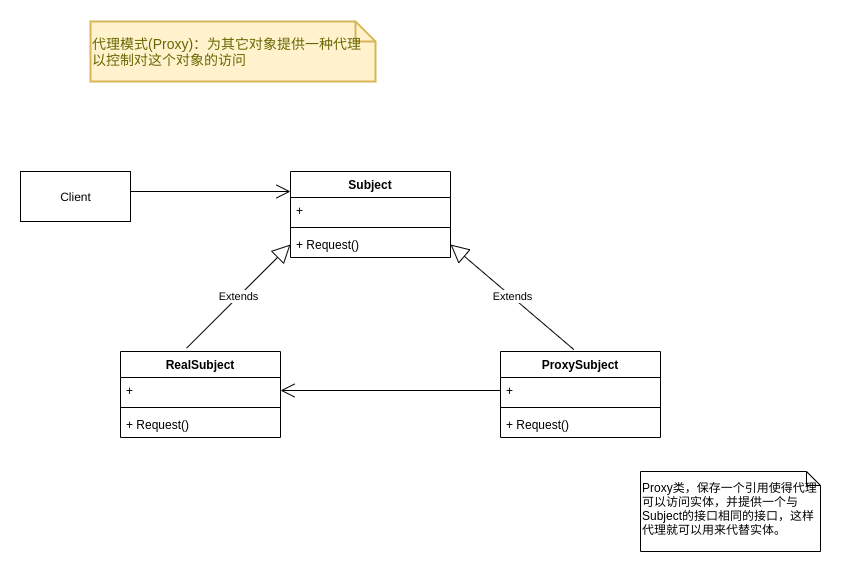 代理模式(Proxy)：为其它对象提供一种代理
以控制对这个对象的访问
Client
Subject
+
+ Request()
Extends
Extends
RealSubject
+
+ Request()
ProxySubject
+
+ Request()
Proxy类，保存一个引用使得代理
可以访问实体，并提供一个与
Subject的接口相同的接口，这样
代理就可以用来代替实体。